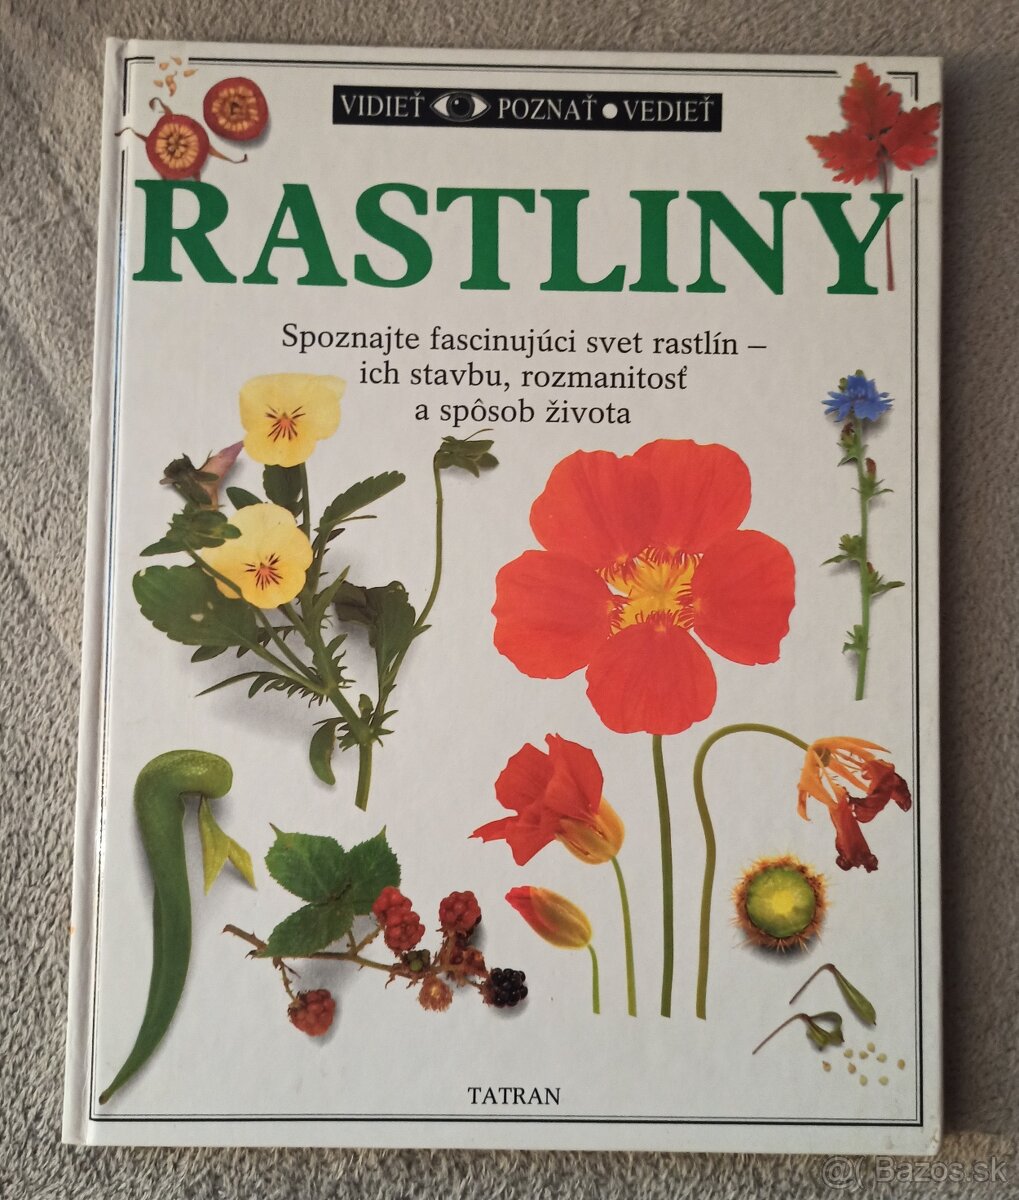 VIDIEŤ POZNAŤ • VEDIEŤ
RASTLINY
Spoznajte fascinujúci svet rastlín –
ich stavbu, rozmanitosť
a spôsob života
TATRAN
@ Bazos.sk